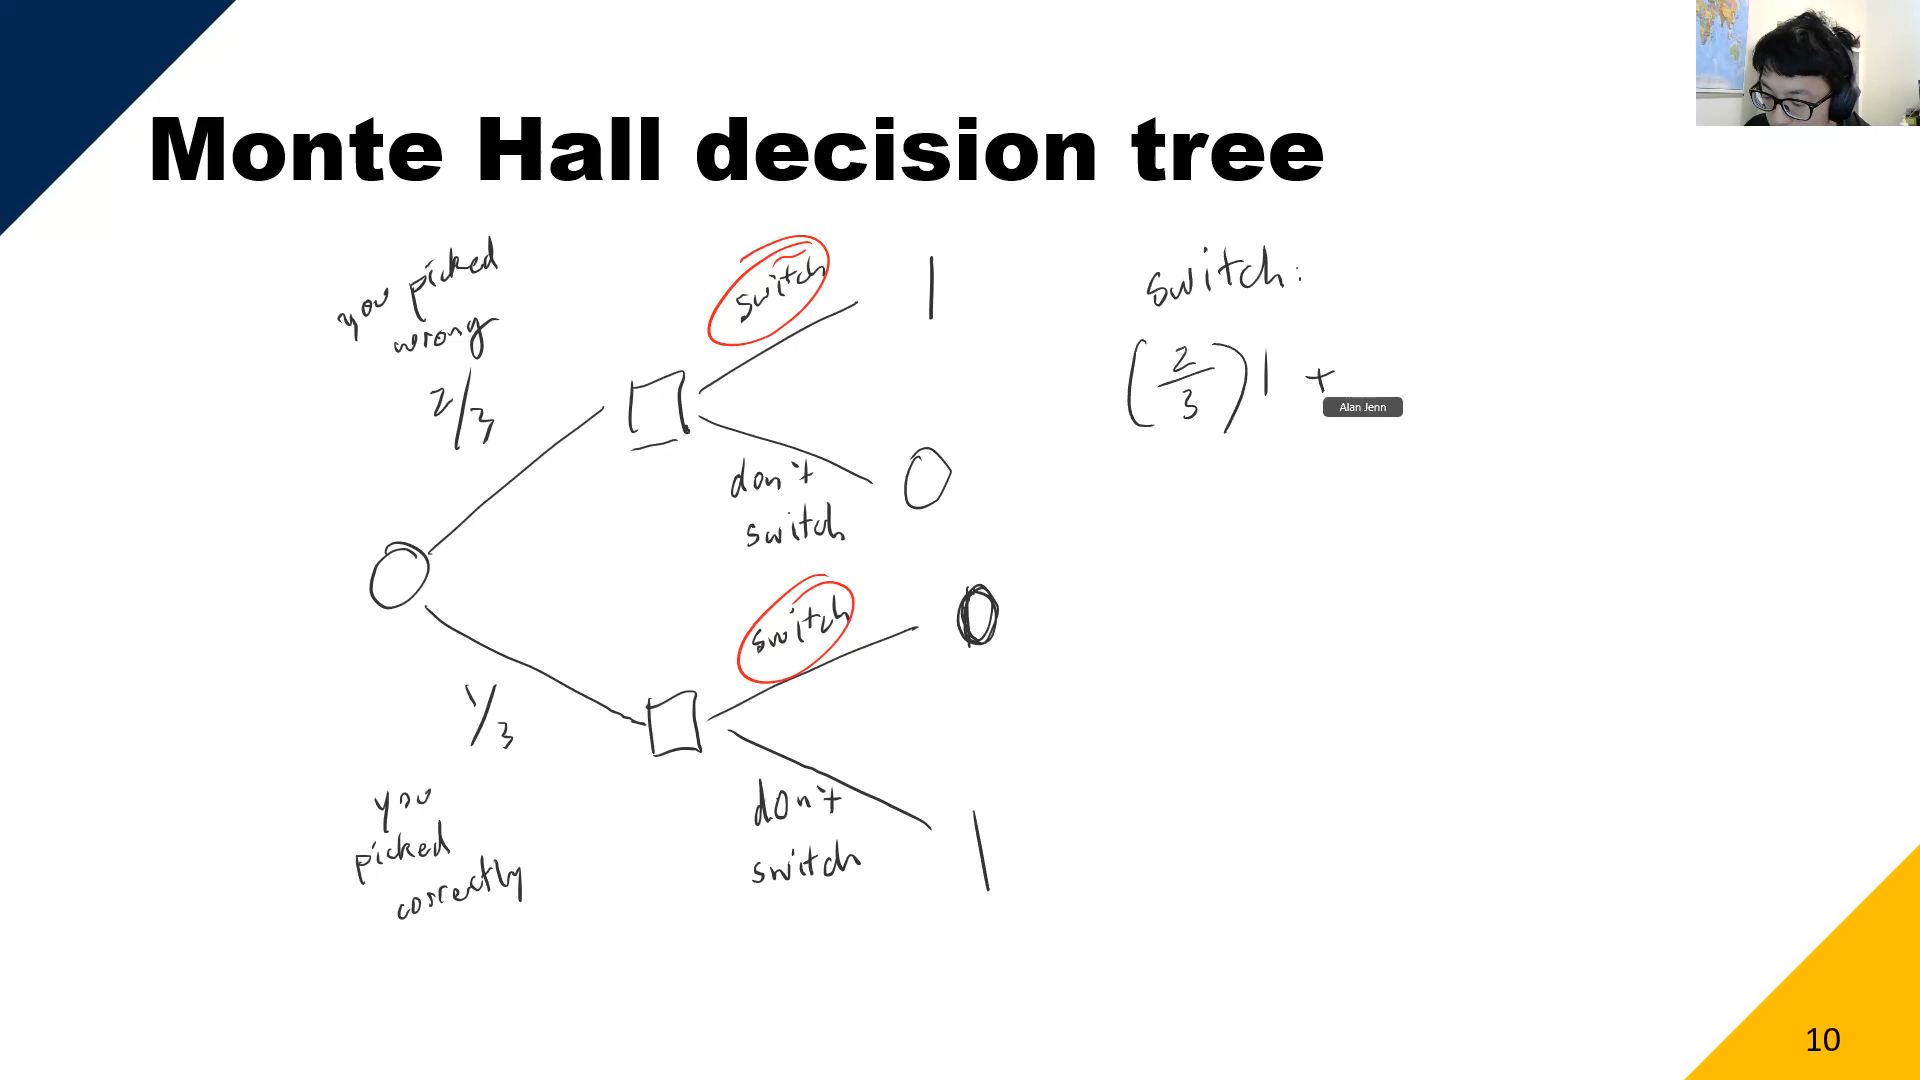 Monte Hall decision tree
you picked
wrong
2/3
switch
1
don't
switch
0
switch
0
1/3
you
picked
correctly
don't
switch
1
switch:
(2/3) 1 +
Alan Jenn
10